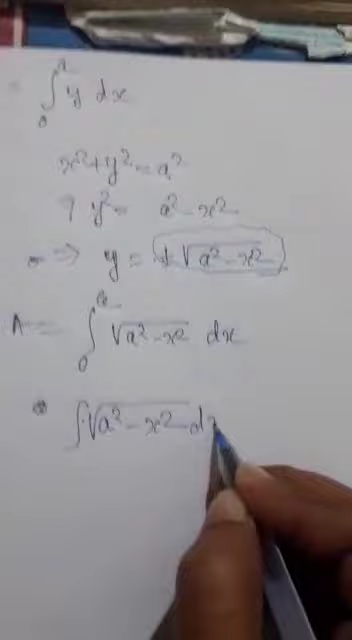 = ∫₀ᵃ y dx
x² + y² = a²
⇒ y² = a² - x²
⇒ y = ± √(a² - x²)
A = ∫₀ᵃ √(a² - x²) dx
∫ √(a² - x²) dx